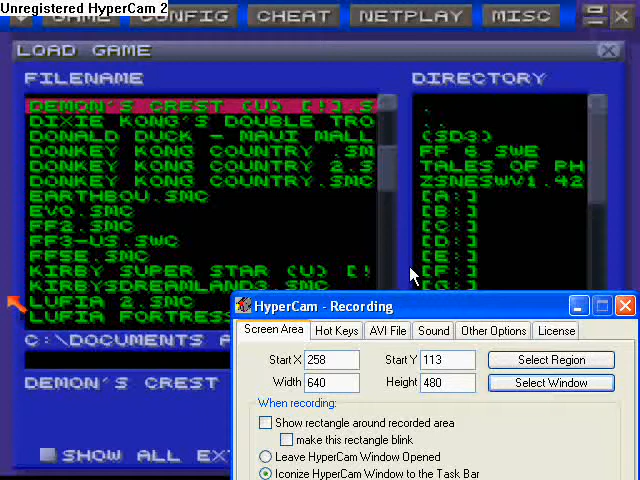 Unregistered HyperCam 2
GAME CONFIG CHEAT NETPLAY MISC
LOAD GAME
FILENAME
DIRECTORY
DEMON'S CREST (U) [!].S
DIXIE KONG'S DOUBLE TRO
DONALD DUCK - MAUI MALL
DONKEY KONG COUNTRY .SM
DONKEY KONG COUNTRY 2.S
DONKEY KONG COUNTRY.SMC
EARTHBOU.SMC
EVO.SMC
FF2.SMC
FF3-US.SWC
FF5E.SMC
KIRBY SUPER STAR (U) [!
KIRBYSDREAMLAND3.SMC
LUFIA 2.SMC
LUFIA FORTRESS
.
..
(SD3)
FF 6 SWE
TALES OF PH
ZSNESWV1.42
[A:]
[B:]
[C:]
[D:]
[E:]
[F:]
[G:]
C:\DOCUMENTS A
DEMON'S CREST
SHOW ALL EXT
HyperCam - Recording
Screen Area Hot Keys AVI File Sound Other Options License
Start X 258 Start Y 113 Select Region
Width 640 Height 480 Select Window
When recording:
Show rectangle around recorded area
make this rectangle blink
Leave HyperCam Window Opened
Iconize HyperCam Window to the Task Bar